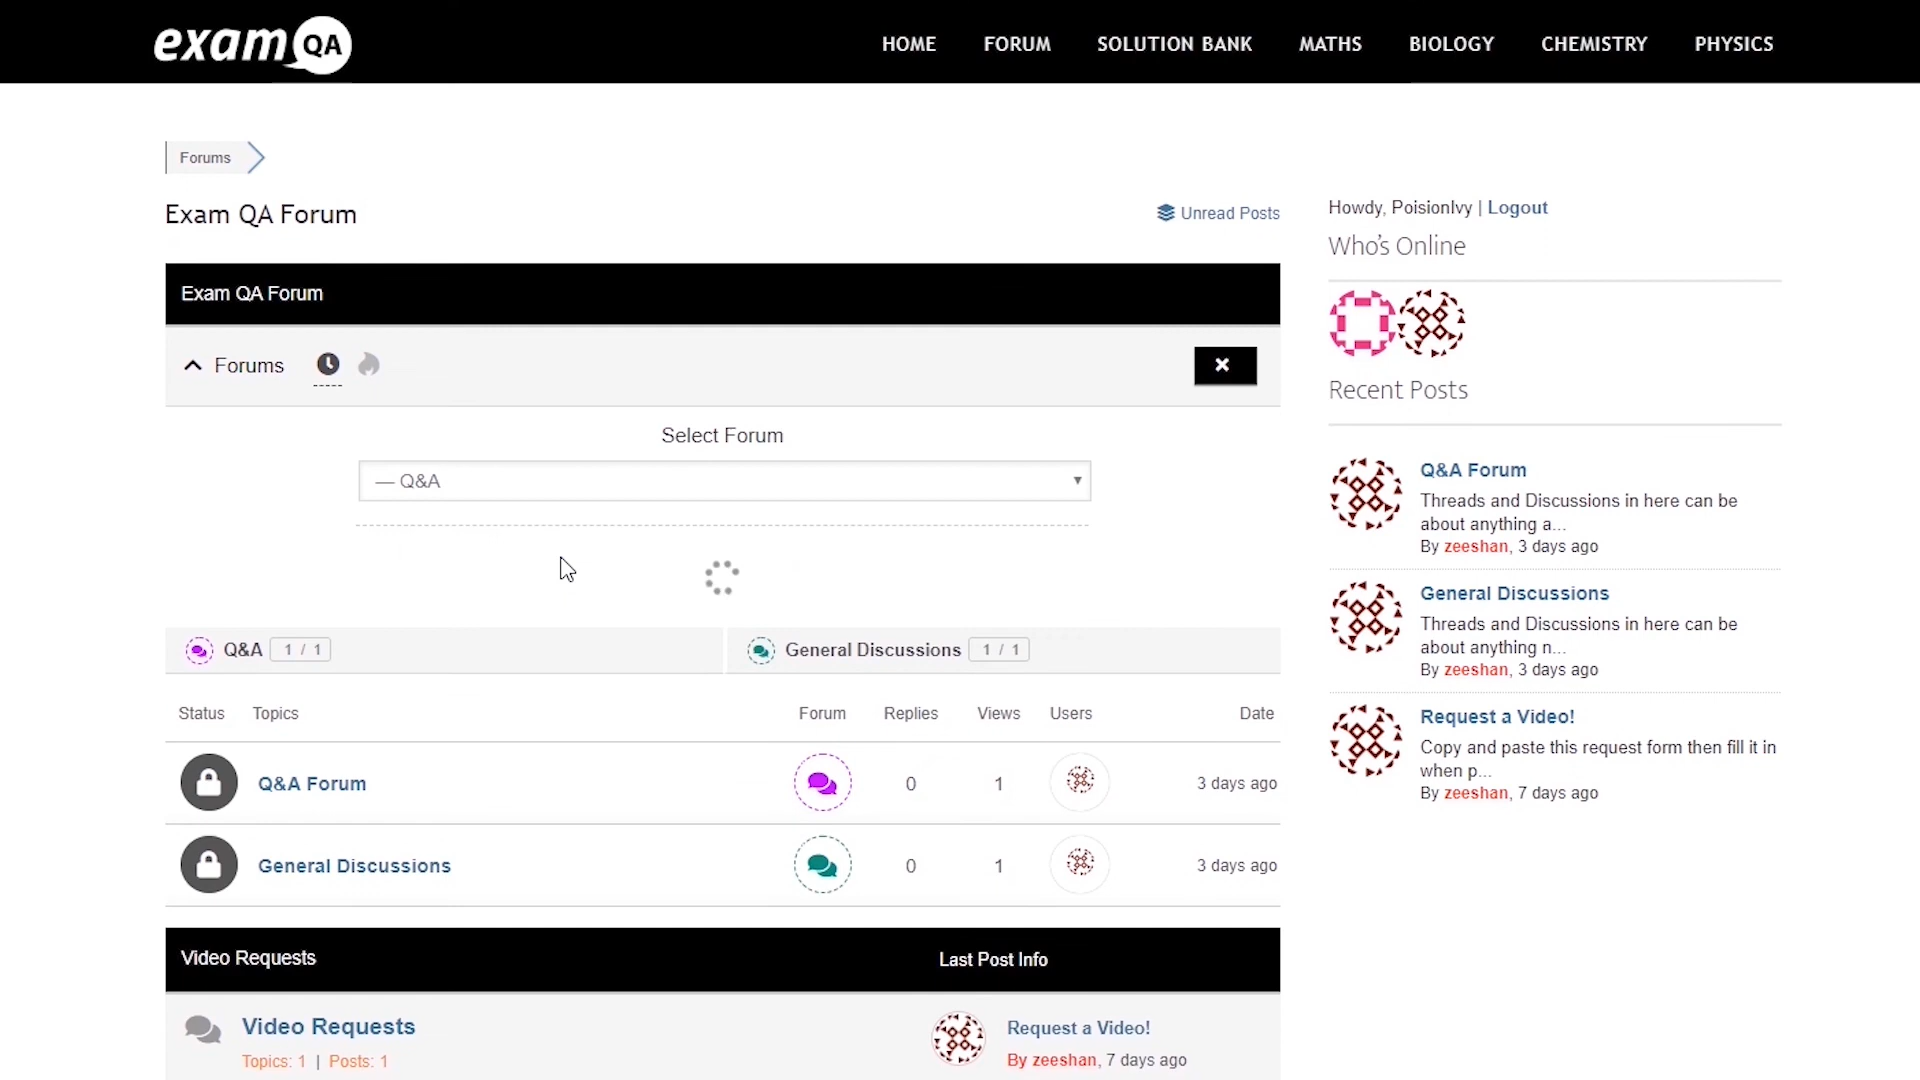 exam QA
HOME FORUM SOLUTION BANK MATHS BIOLOGY CHEMISTRY PHYSICS
Forums
Exam QA Forum
Unread Posts
Howdy, PoisionIvy | Logout
Who's Online
Exam QA Forum
Forums
Select Forum
— Q&A
Recent Posts
Q&A Forum
Threads and Discussions in here can be
about anything a...
By zeeshan, 3 days ago
General Discussions
Threads and Discussions in here can be
about anything n...
By zeeshan, 3 days ago
Request a Video!
Copy and paste this request form then fill it in
when p...
By zeeshan, 7 days ago
Q&A 1 / 1 General Discussions 1 / 1
Status Topics Forum Replies Views Users Date
Q&A Forum 0 1 3 days ago
General Discussions 0 1 3 days ago
Video Requests Last Post Info
Video Requests
Topics: 1 | Posts: 1
Request a Video!
By zeeshan, 7 days ago